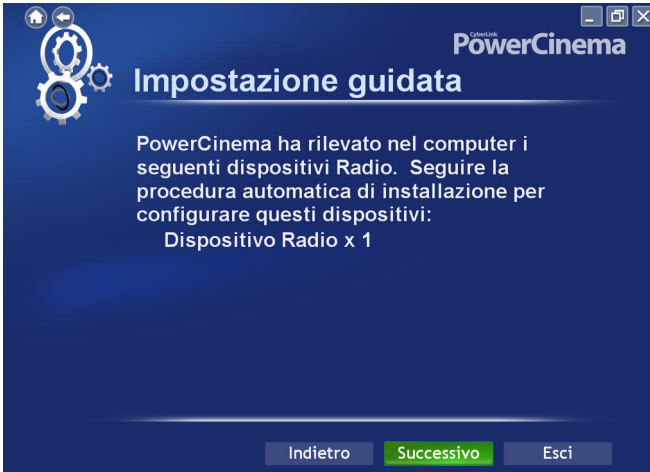 CyberLink
PowerCinema
Impostazione guidata
PowerCinema ha rilevato nel computer i
seguenti dispositivi Radio. Seguire la
procedura automatica di installazione per
configurare questi dispositivi:
Dispositivo Radio x 1
Indietro
Successivo
Esci